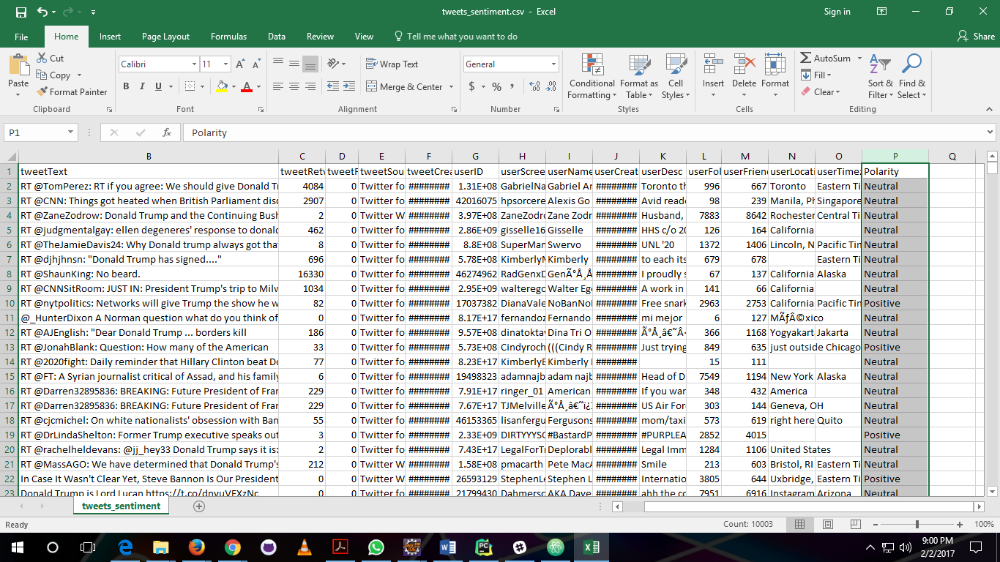 tweets_sentiment.csv - Excel
Sign in
File Home Insert Page Layout Formulas Data Review View Tell me what you want to do Share
Paste Cut Copy Format Painter Clipboard
Calibri 11 B I U Font
Wrap Text Merge & Center Alignment
General $ % , Number
Conditional Formatting Format as Table Cell Styles Styles
Insert Delete Format Cells
AutoSum Fill Clear Sort & Filter Find & Select Editing
P1 fx Polarity
B C D E F G H I J K L M N O P Q
1 tweetText tweetRetw tweetF tweetSou tweetCrea userID userScree userName userCreat userDesc userFol userFrienc userLocati userTimeZ Polarity
2 RT @TomPerez: RT if you agree: We should give Donald Tr 4084 0 Twitter fo ######## 1.31E+08 GabrielNa Gabriel Ar ######## Toronto th 996 667 Toronto Eastern Ti Neutral
3 RT @CNN: Things got heated when British Parliament disc 2907 0 Twitter fo ######## 42016075 hpsorcere Alexis Go ######## Avid reade 98 239 Manila, Ph Singapore Neutral
4 RT @ZaneZodrow: Donald Trump and the Continuing Bush 2 0 Twitter W ######## 3.97E+08 ZaneZodro Zane Zodr ######## Husband, 7883 8642 Rochester Central Ti Neutral
5 RT @judgmentalgay: ellen degeneres' response to donald 462 0 Twitter fo ######## 2.86E+09 gisselle16 Gisselle ######## HHS c/o 20 126 164 California Neutral
6 RT @TheJamieDavis24: Why Donald trump always got that 8 0 Twitter fo ######## 8.8E+08 SuperMar Swervo ######## UNL '20 1372 1406 Lincoln, N Pacific Tim Neutral
7 RT @djhjhnsn: "Donald Trump has signed...." 696 0 Twitter fo ######## 5.78E+08 KimberlyM Kimberly ######## to each its 679 678 Eastern Ti Neutral
8 RT @ShaunKing: No beard. 16330 0 Twitter fo ######## 46274962 RadGenxD GenÃ°Å¸Â ######## I proudly s 67 137 California Alaska Neutral
9 RT @CNNSitRoom: JUST IN: President Trump's trip to Milw 1034 0 Twitter fo ######## 2.95E+09 walterego Walter Ege ######## A work in 141 66 California Neutral
10 RT @nytpolitics: Networks will give Trump the show he w 82 0 Twitter fo ######## 17037382 DianaVale NoBanNoI ######## Free snark 2963 2753 California Pacific Tim Positive
11 @_HunterDixon A Norman question what do you think of 0 0 Twitter fo ######## 8.17E+17 fernandoz Fernando ######## mi mejor 6 127 MÃƒÂ©xico Neutral
12 RT @AJEnglish: "Dear Donald Trump ... borders kill 186 0 Twitter fo ######## 9.57E+08 dinatoktav Dina Tri O ######## Ã°Å¸â€˜Â· 366 1168 Yogyakart Jakarta Neutral
13 RT @JonahBlank: Question: How many of the American 33 0 Twitter fo ######## 5.73E+08 Cindyroch (((Cindy R ######## Just trying 849 635 just outside Chicago Positive
14 RT @2020fight: Daily reminder that Hillary Clinton beat Do 77 0 Twitter fo ######## 8.23E+17 KimberlyE Kimberly ######## 15 111 Neutral
15 RT @FT: A Syrian journalist critical of Assad, and his family 6 0 Twitter fo ######## 19498323 adamnajb adam najb ######## Head of D 7549 1194 New York Alaska Neutral
16 RT @Darren32895836: BREAKING: Future President of Fran 229 0 Twitter fo ######## 7.91E+17 ringer_01 American ######## If you wan 348 432 America Neutral
17 RT @Darren32895836: BREAKING: Future President of Fran 229 0 Twitter fo ######## 7.67E+17 TJMelville Ã°Å¸â€˜ï¿ ######## US Air For 303 144 Geneva, OH Neutral
18 RT @cjcmichel: On white nationalists' obsession with Ban 55 0 Twitter fo ######## 46153365 lisanfergu Fergusons ######## mom/taxi 573 619 right here Quito Neutral
19 RT @DrLindaShelton: Former Trump executive speaks out 3 0 Twitter fo ######## 2.33E+09 DIRTYYYSC #BastardP ######## #PURPLEA 2852 4015 Positive
20 RT @rachelheldevans: @jj_hey33 Donald Trump says it is: 2 0 Twitter fo ######## 7.43E+17 LegalForTr Deplorabl ######## Legal Imm 1284 1106 United States Neutral
21 RT @MassAGO: We have determined that Donald Trump's 212 0 Twitter W ######## 1.58E+08 pmacarth Pete MacA ######## Smile 213 603 Bristol, RI Eastern Ti Neutral
22 In Case It Wasn't Clear Yet, Steve Bannon Is Our President 0 0 Twitter W ######## 26593129 StephenLe Stephen L ######## Internatio 3805 644 Uxbridge, Eastern Ti Positive
23 Donald Trump is Lord Lucan https://t.co/dnvuVFXzNc 0 0 Twitter fo ######## 21799430 Dahmersc AKA Dave ######## ahh the co 7951 6916 Instagram Arizona Neutral
tweets_sentiment
Ready Count: 10003 100%
9:00 PM
2/2/2017